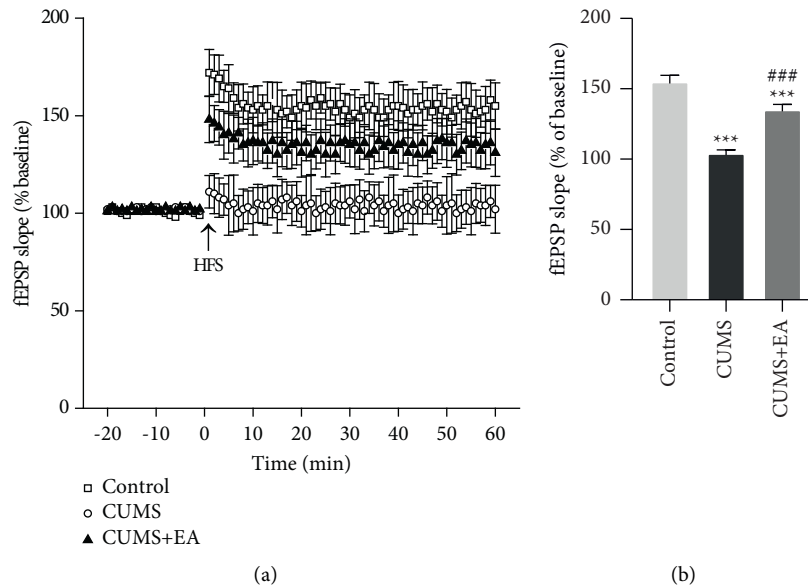 fEPSP slope (% baseline)
200
150
100
50
0
HFS
-20 -10 0 10 20 30 40 50 60
Time (min)
Control
CUMS
CUMS+EA
(a)
fEPSP slope (% of baseline)
200
150
100
50
0
***
###
***
Control
CUMS
CUMS+EA
(b)